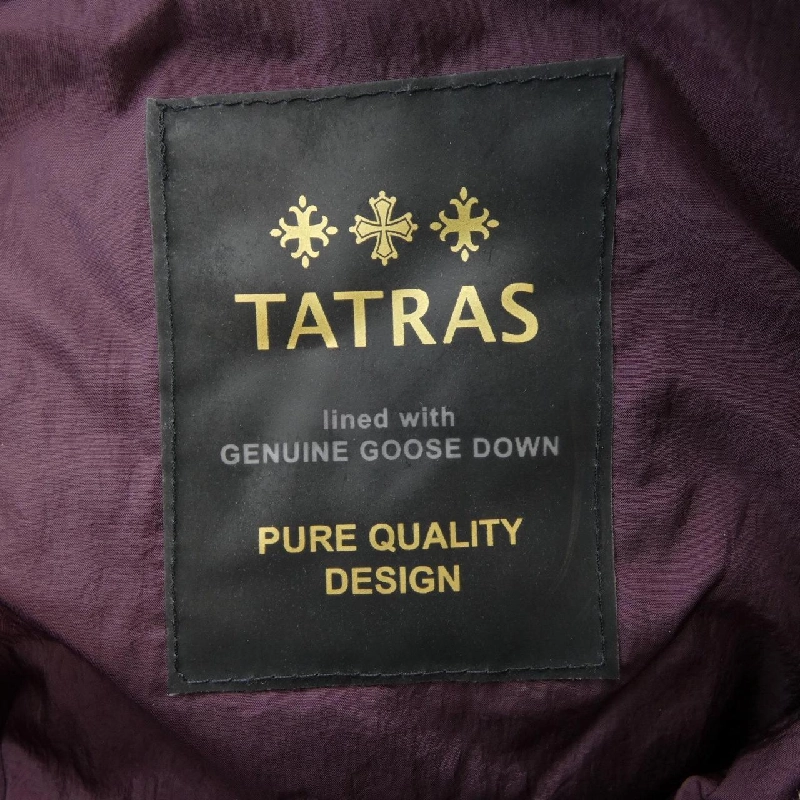 TATRAS
lined with
GENUINE GOOSE DOWN
PURE QUALITY
DESIGN